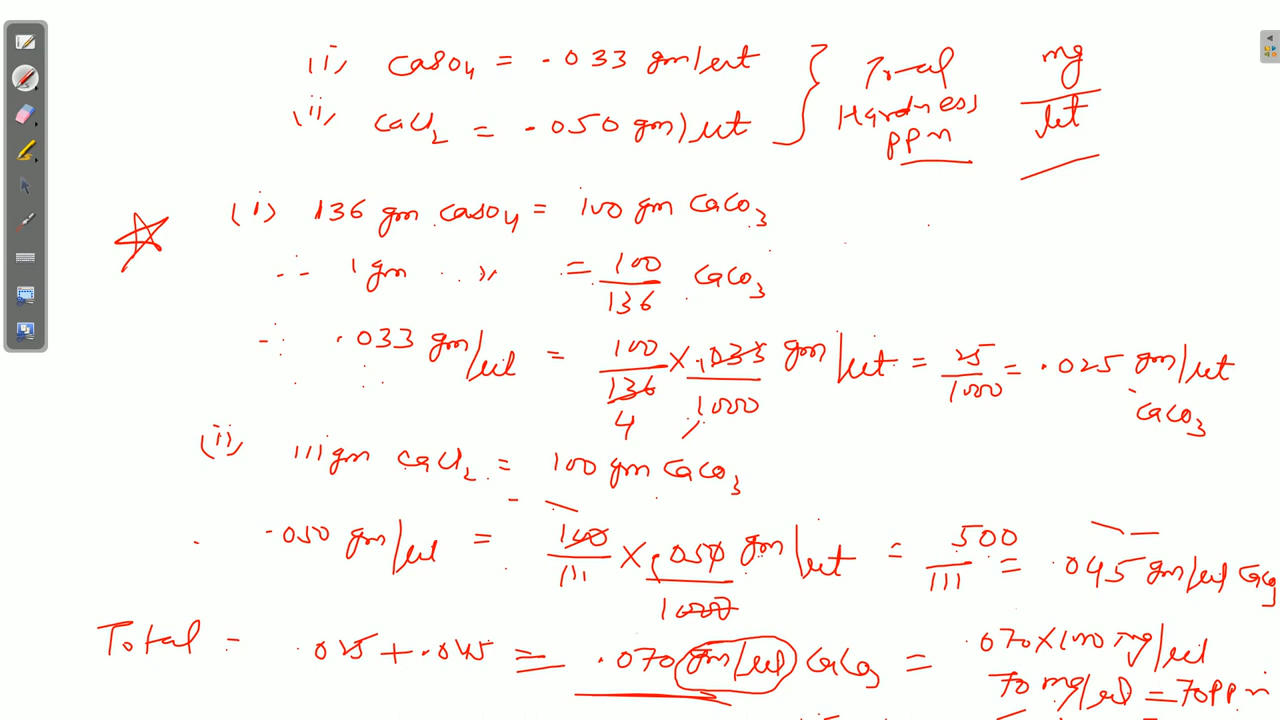 (i) CaSO4 = .033 gm/lit
(ii) CaCl2 = .050 gm/lit
Total Hardness ppm
mg/lit
(i) 136 gm CaSO4 = 100 gm CaCO3
∴ 1 gm " = 100/136 CaCO3
∴ .033 gm/lit = 100/136 4 × .033/1000 gm/lit = 25/1000 = .025 gm/lit CaCO3
(ii) 111 gm CaCl2 = 100 gm CaCO3
.050 gm/lit = 100/111 × .050/1000 gm/lit = 500/111 = .045 gm/lit
Total = .025 + .045 = .070 gm/lit CaCO3 = .070 × 100 mg/lit
70 mg/lit = 70 ppm